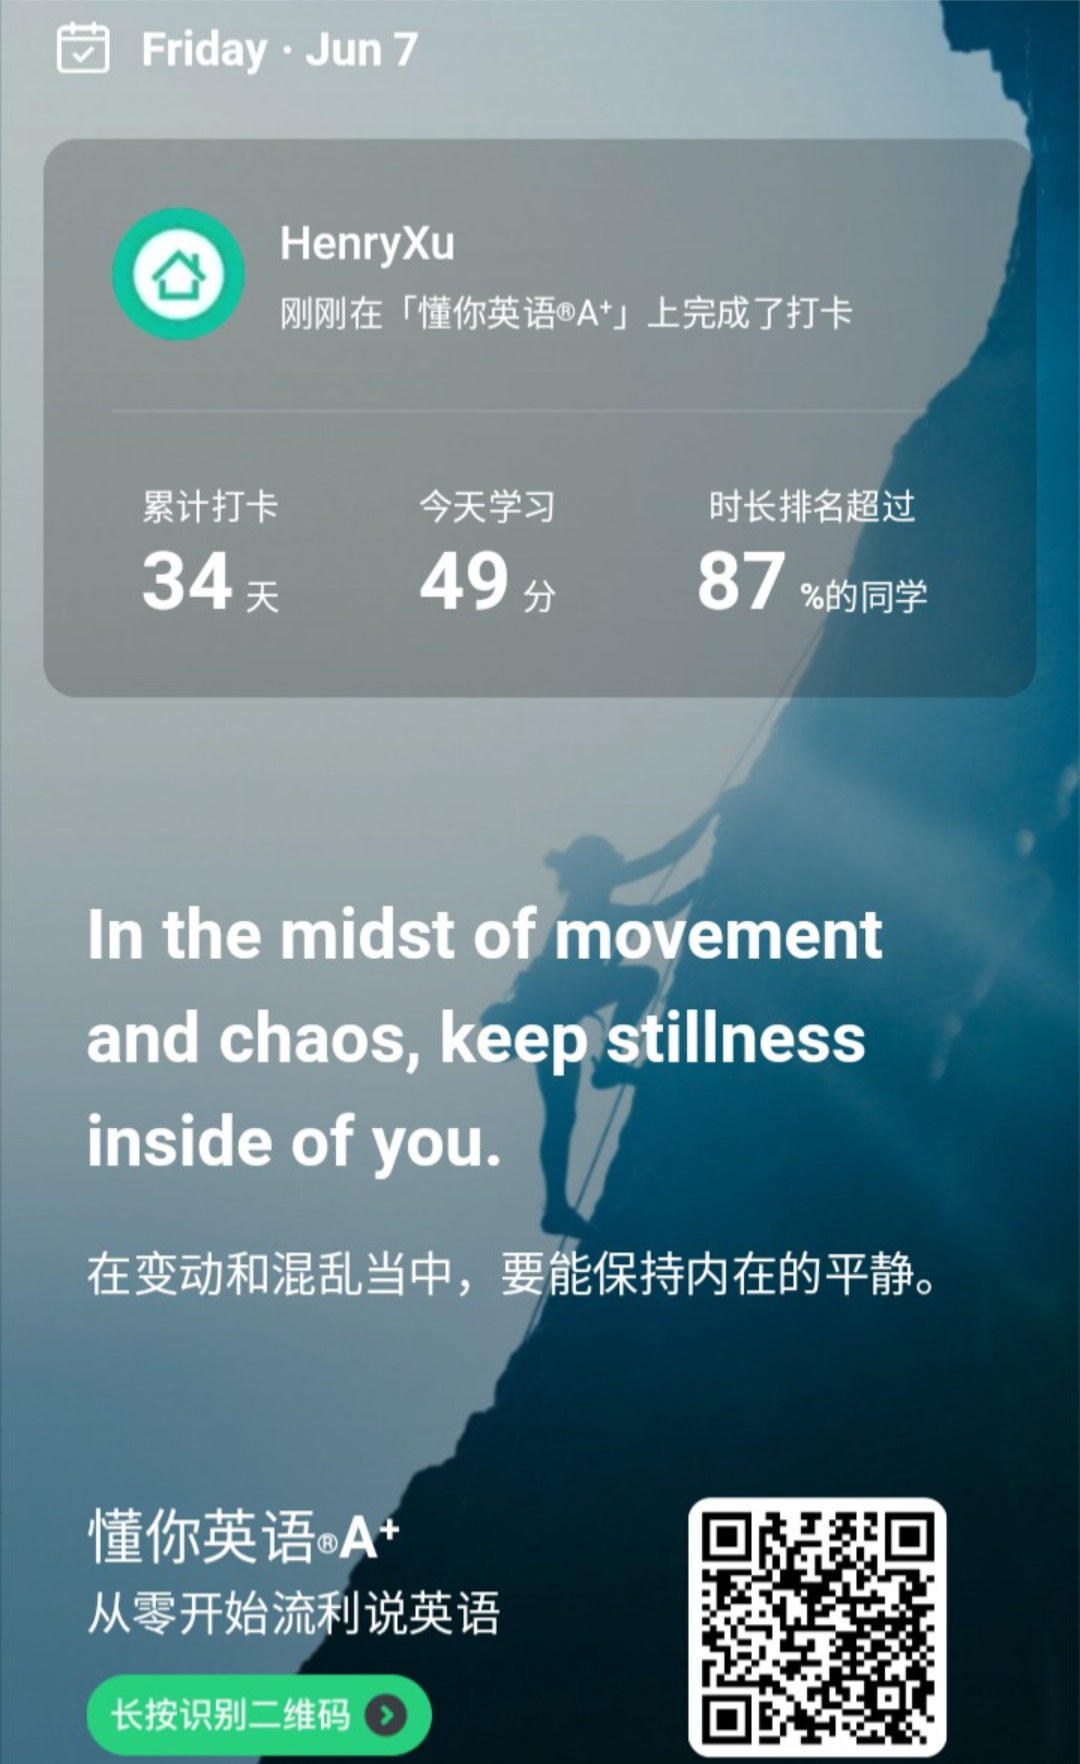 Friday · Jun 7
HenryXu
刚刚在「懂你英语®A⁺」上完成了打卡
累计打卡 今天学习 时长排名超过
34 天 49 分 87 %的同学
In the midst of movement
and chaos, keep stillness
inside of you.
在变动和混乱当中，要能保持内在的平静。
懂你英语®A⁺
从零开始流利说英语
长按识别二维码